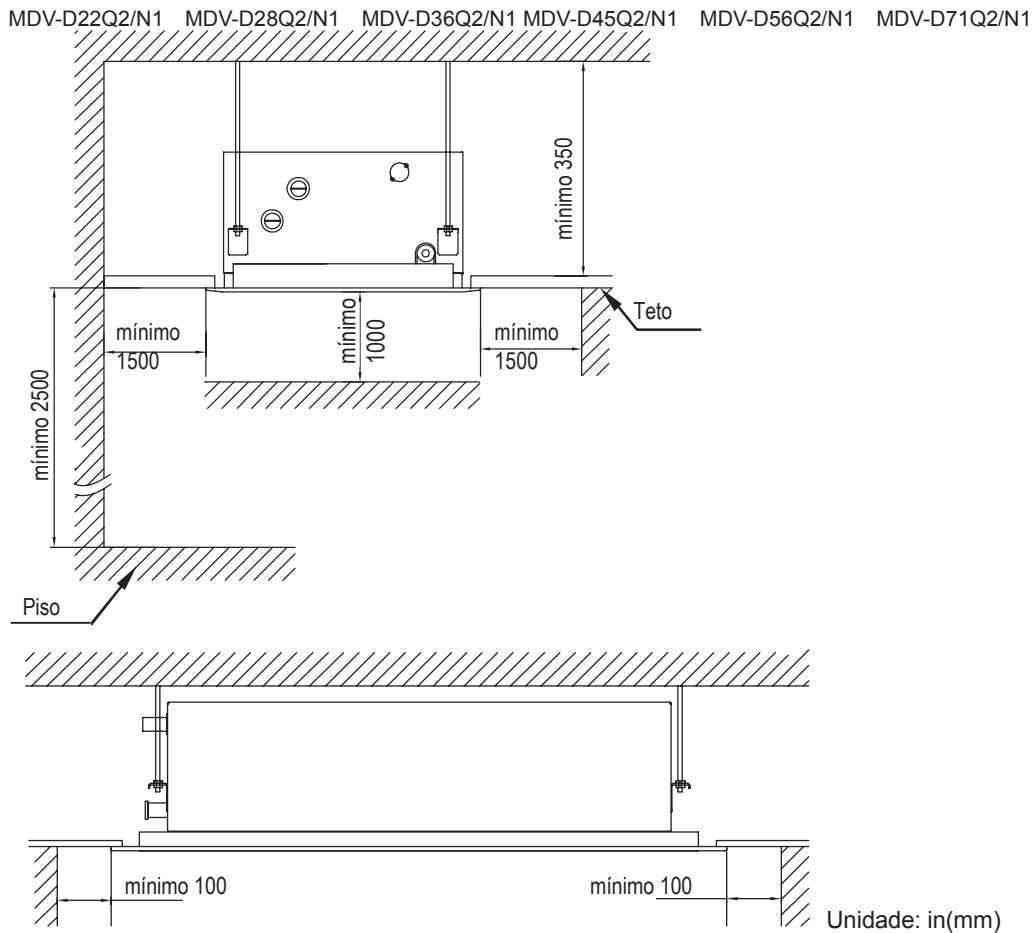 MDV-D22Q2/N1 MDV-D28Q2/N1 MDV-D36Q2/N1 MDV-D45Q2/N1 MDV-D56Q2/N1 MDV-D71Q2/N1
mínimo 350
Teto
mínimo
1500
mínimo
1000
mínimo
1500
mínimo 2500
Piso
mínimo 100
mínimo 100
Unidade: in(mm)